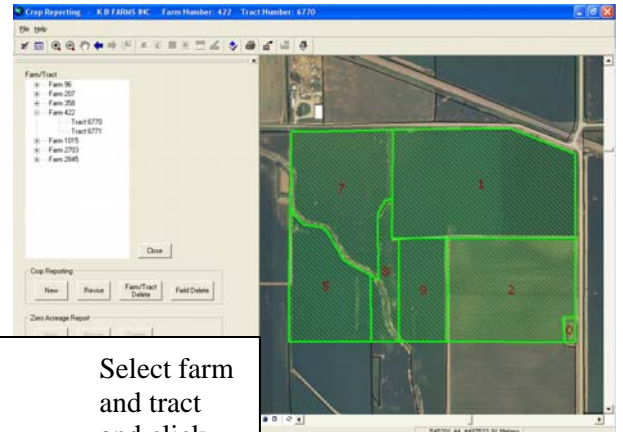 Crop Reporting - K B FARMS INC Farm Number: 422 Tract Number: 6770
File Help
Farm/Tract
Farm 96
Farm 207
Farm 358
Farm 422
Tract 6770
Tract 6771
Farm 1015
Farm 2703
Farm 2845
Close
Crop Reporting
New Revise Farm/Tract Delete Field Delete
Zero Acreage Report
7
1
5
8
9
2
0
Select farm
and tract